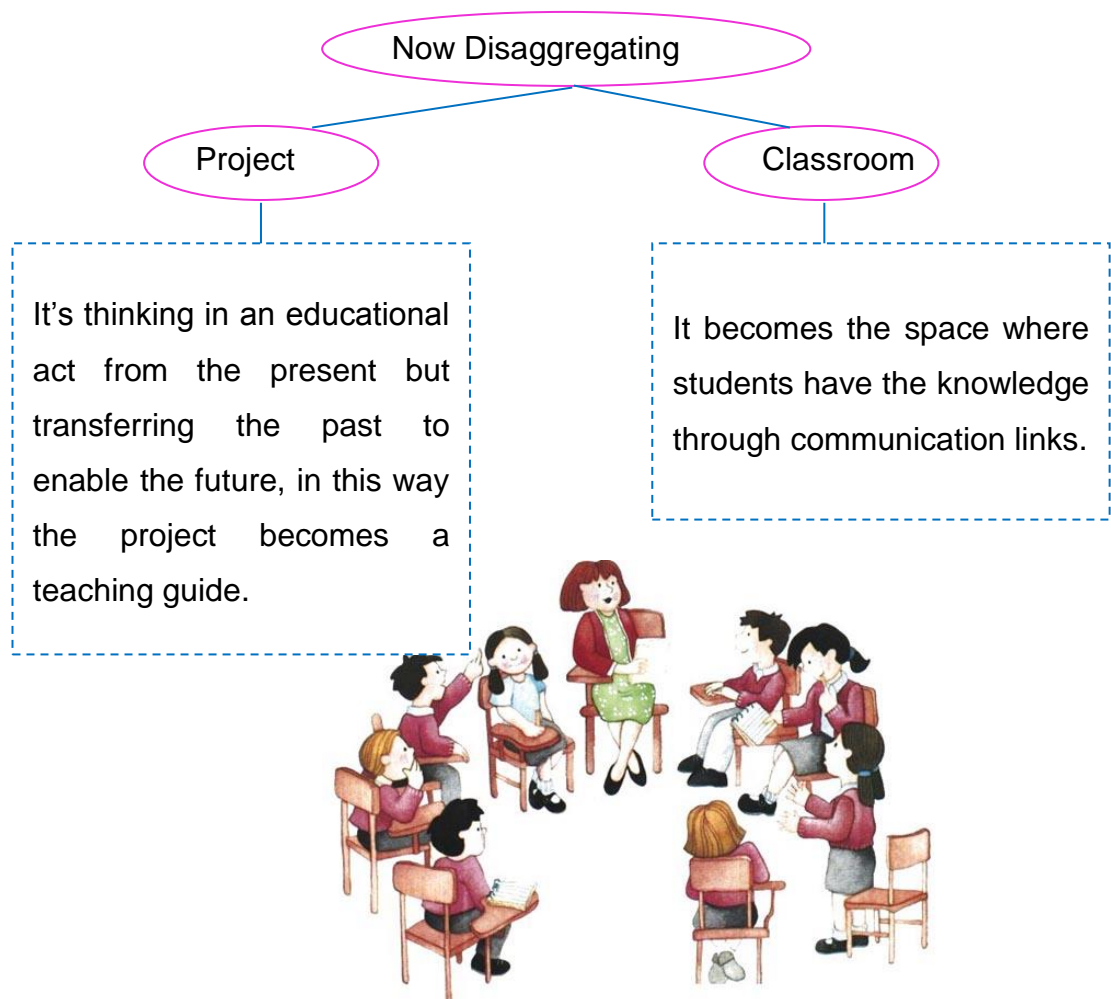 Now Disaggregating
Project
Classroom
It’s thinking in an educational
act from the present but
transferring the past to
enable the future, in this way
the project becomes a
teaching guide.
It becomes the space where
students have the knowledge
through communication links.